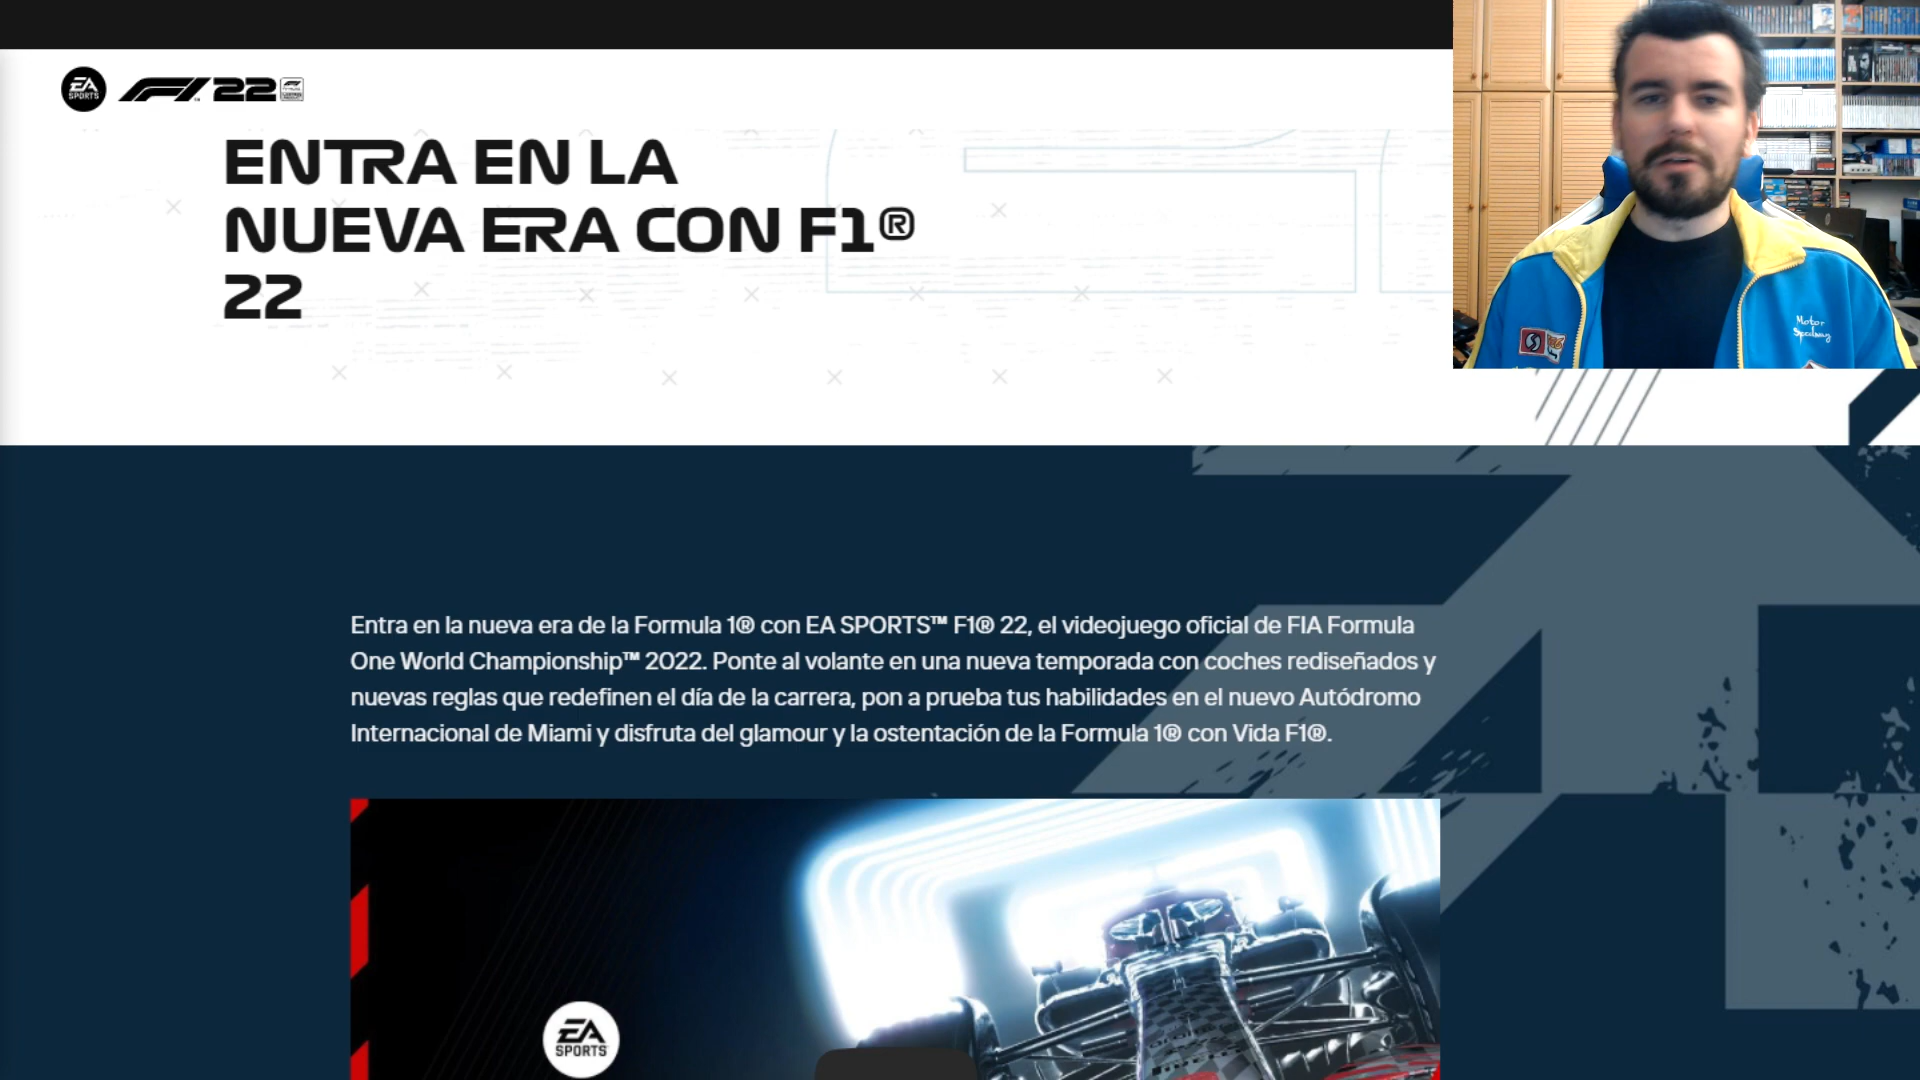 EA
SPORTS
F1 22
ENTRA EN LA
NUEVA ERA CON F1®
22
Motor
Entra en la nueva era de la Formula 1® con EA SPORTS™ F1® 22, el videojuego oficial de FIA Formula
One World Championship™ 2022. Ponte al volante en una nueva temporada con coches rediseñados y
nuevas reglas que redefinen el día de la carrera, pon a prueba tus habilidades en el nuevo Autódromo
Internacional de Miami y disfruta del glamour y la ostentación de la Formula 1® con Vida F1®.
EA
SPORTS